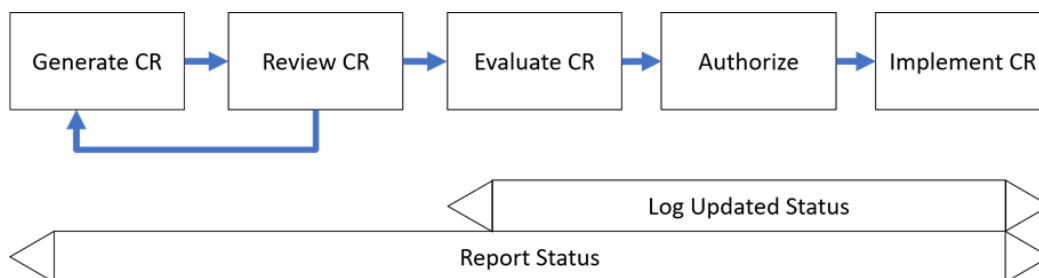 Generate CR
Review CR
Evaluate CR
Authorize
Implement CR
Log Updated Status
Report Status